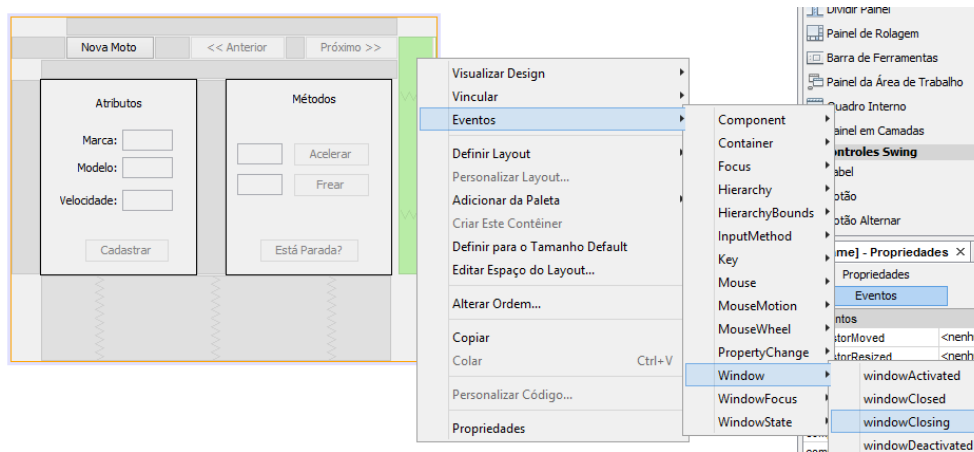 Nova Moto
<< Anterior
Próximo >>
Atributos
Marca:
Modelo:
Velocidade:
Cadastrar
Métodos
Acelerar
Frear
Está Parada?
Visualizar Design
Vincular
Eventos
Definir Layout
Personalizar Layout...
Adicionar da Paleta
Criar Este Contêiner
Definir para o Tamanho Default
Editar Espaço do Layout...
Alterar Ordem...
Copiar
Colar Ctrl+V
Personalizar Código...
Propriedades
Component
Container
Focus
Hierarchy
HierarchyBounds
InputMethod
Key
Mouse
MouseMotion
MouseWheel
PropertyChange
Window
WindowFocus
WindowState
windowActivated
windowClosed
windowClosing
windowDeactivated
Dividir Painel
Painel de Rolagem
Barra de Ferramentas
Painel da Área de Trabalho
Quadro Interno
ainel em Camadas
ontroles Swing
abel
otão
otão Alternar
me] - Propriedades ×
Propriedades
Eventos
ntos
storMoved <nenh
storResized <nenh